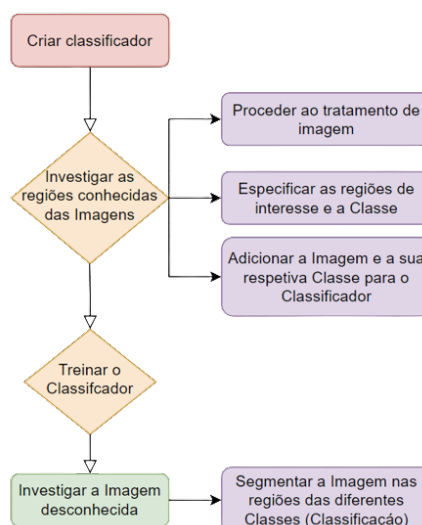 Criar classificador
Proceder ao tratamento de
imagem
Investigar as
regiões conhecidas
das Imagens
Especificar as regiões de
interesse e a Classe
Adicionar a Imagem e a sua
respetiva Classe para o
Classificador
Treinar o
Classifcador
Investigar a Imagem
desconhecida
Segmentar a Imagem nas
regiões das diferentes
Classes (Classificaçáo)